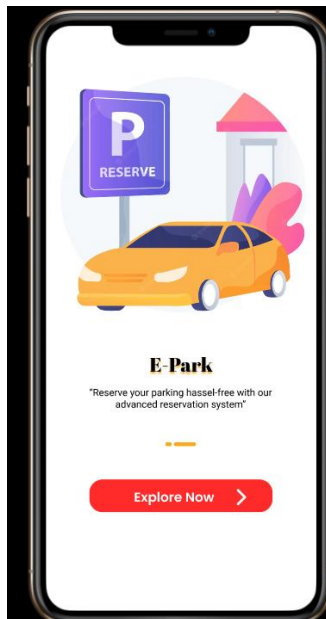 P
RESERVE
E-Park
“Reserve your parking hassel-free with our
advanced reservation system”
Explore Now